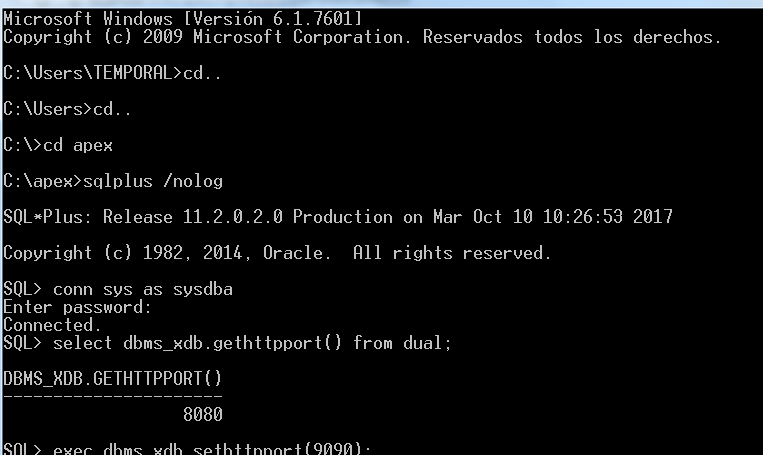 Microsoft Windows [Versión 6.1.7601]
Copyright (c) 2009 Microsoft Corporation. Reservados todos los derechos.
C:\Users\TEMPORAL>cd..
C:\Users>cd..
C:\>cd apex
C:\apex>sqlplus /nolog
SQL*Plus: Release 11.2.0.2.0 Production on Mar Oct 10 10:26:53 2017
Copyright (c) 1982, 2014, Oracle.  All rights reserved.
SQL> conn sys as sysdba
Enter password:
Connected.
SQL> select dbms_xdb.gethttpport() from dual;
DBMS_XDB.GETHTTPPORT()
----------------------
8080
SQL> exec dbms_xdb.sethttpport(9090);